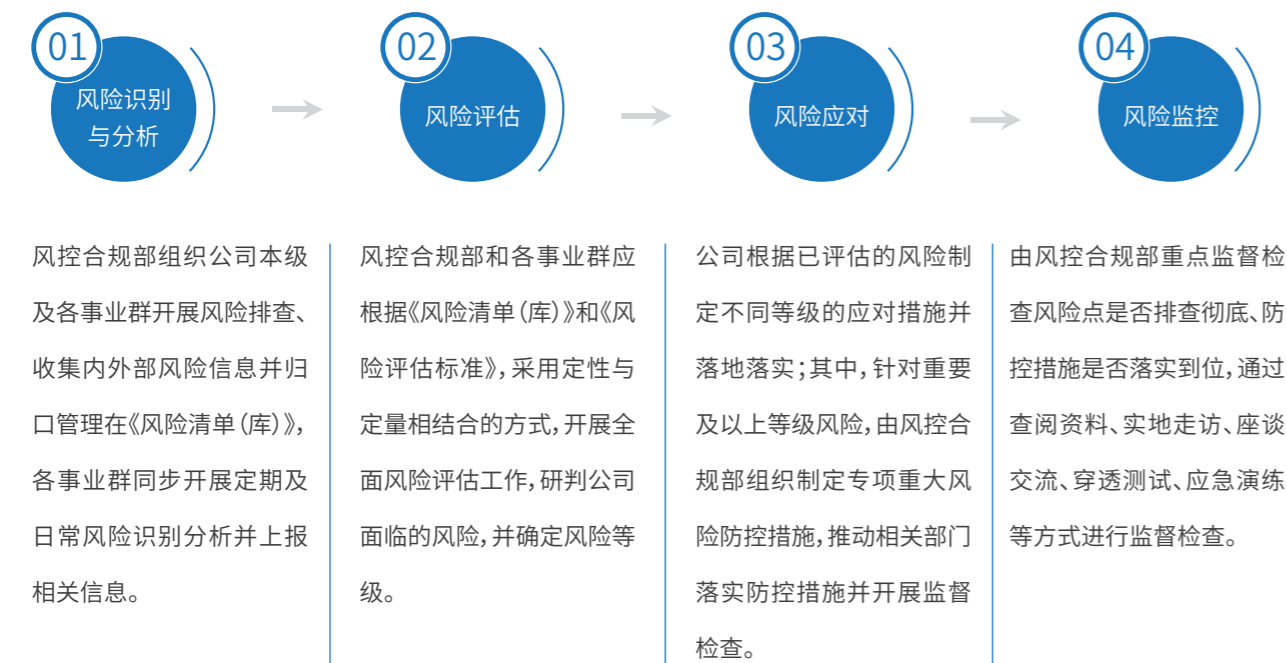 01
风险识别
与分析
02
风险评估
03
风险应对
04
风险监控
风控合规部组织公司本级
及各事业群开展风险排查、
收集内外部风险信息并归
口管理在《风险清单(库)》,
各事业群同步开展定期及
日常风险识别分析并上报
相关信息。
风控合规部和各事业群应
根据《风险清单(库)》和《风
险评估标准》,采用定性与
定量相结合的方式,开展全
面风险评估工作,研判公司
面临的风险,并确定风险等
级。
公司根据已评估的风险制
定不同等级的应对措施并
落地落实;其中,针对重要
及以上等级风险,由风控合
规部组织制定专项重大风
险防控措施,推动相关部门
落实防控措施并开展监督
检查。
由风控合规部重点监督检
查风险点是否排查彻底、防
控措施是否落实到位,通过
查阅资料、实地走访、座谈
交流、穿透测试、应急演练
等方式进行监督检查。